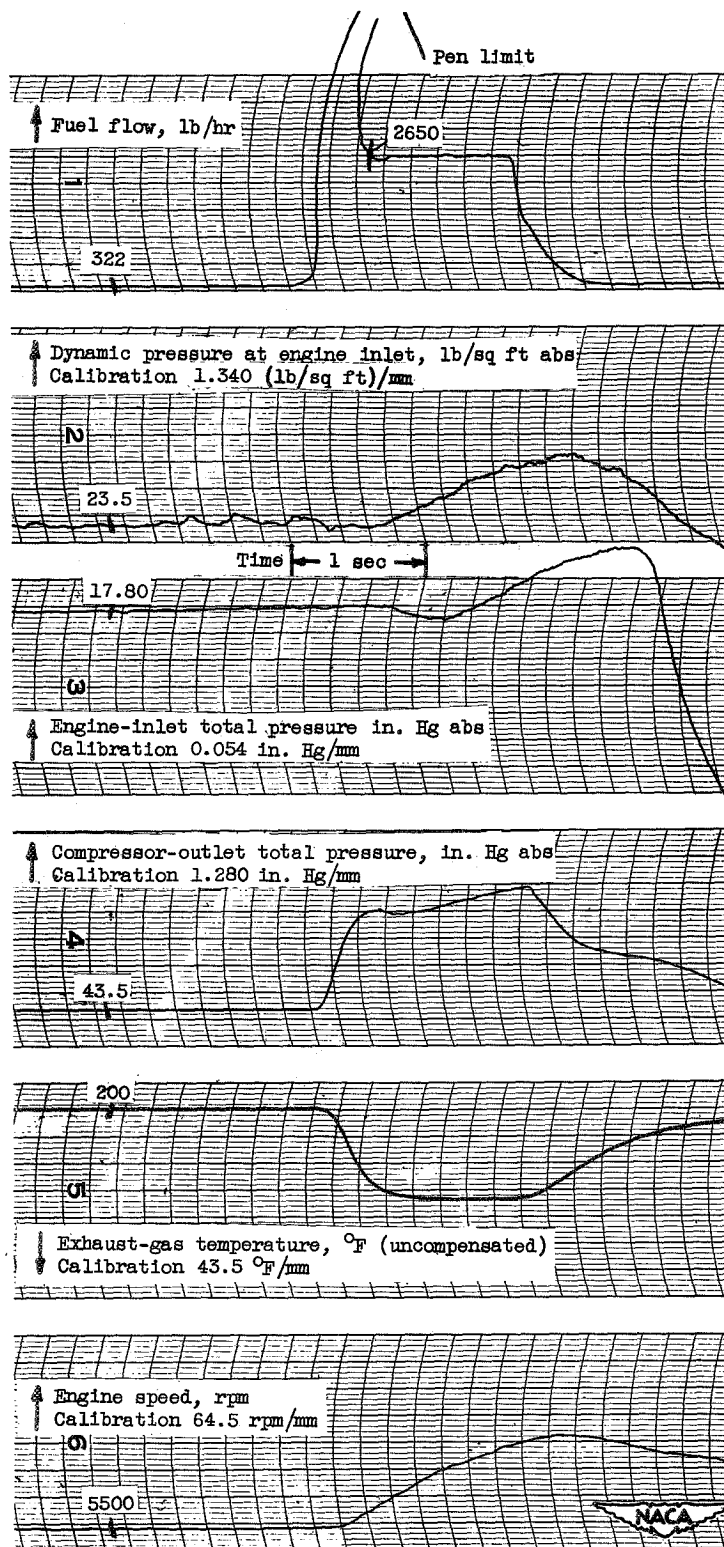 Pen limit
Fuel flow, lb/hr
2650
1
322
Dynamic pressure at engine inlet, lb/sq ft abs
Calibration 1.340 (lb/sq ft)/mm
2
23.5
Time 1 sec
17.80
3
Engine-inlet total pressure in. Hg abs
Calibration 0.054 in. Hg/mm
Compressor-outlet total pressure, in. Hg abs
Calibration 1.280 in. Hg/mm
4
43.5
200
5
Exhaust-gas temperature, °F (uncompensated)
Calibration 43.5 °F/mm
Engine speed, rpm
Calibration 64.5 rpm/mm
6
5500
NACA